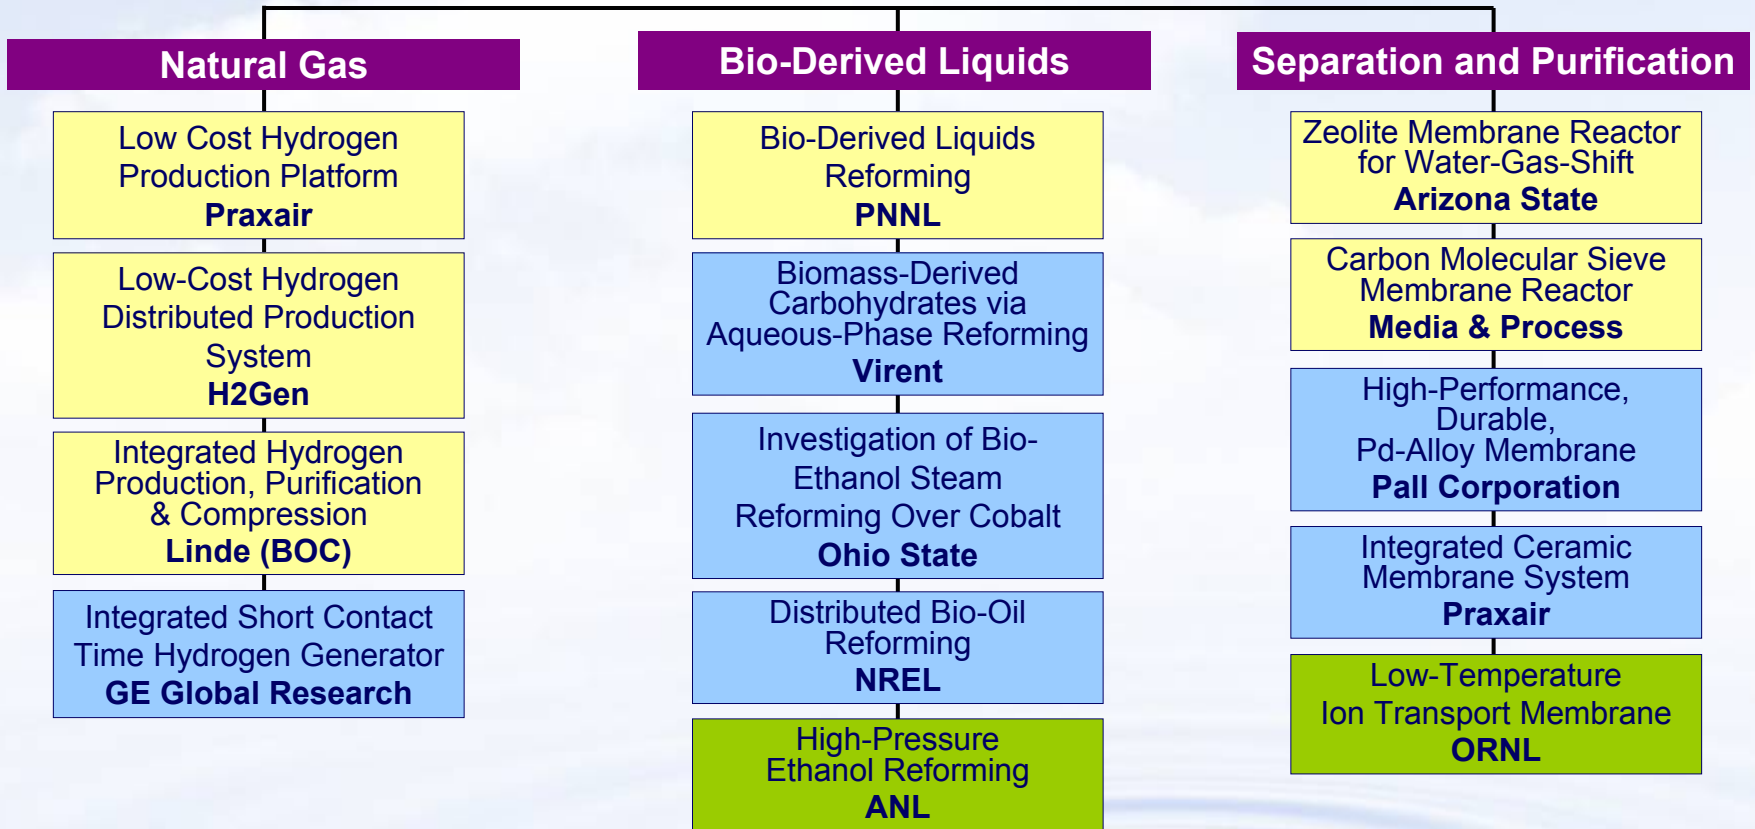 Natural Gas
Low Cost Hydrogen
Production Platform
Praxair
Low-Cost Hydrogen
Distributed Production
System
H2Gen
Integrated Hydrogen
Production, Purification
& Compression
Linde (BOC)
Integrated Short Contact
Time Hydrogen Generator
GE Global Research
Bio-Derived Liquids
Bio-Derived Liquids
Reforming
PNNL
Biomass-Derived
Carbohydrates via
Aqueous-Phase Reforming
Virent
Investigation of Bio-
Ethanol Steam
Reforming Over Cobalt
Ohio State
Distributed Bio-Oil
Reforming
NREL
High-Pressure
Ethanol Reforming
ANL
Separation and Purification
Zeolite Membrane Reactor
for Water-Gas-Shift
Arizona State
Carbon Molecular Sieve
Membrane Reactor
Media & Process
High-Performance,
Durable,
Pd-Alloy Membrane
Pall Corporation
Integrated Ceramic
Membrane System
Praxair
Low-Temperature
Ion Transport Membrane
ORNL